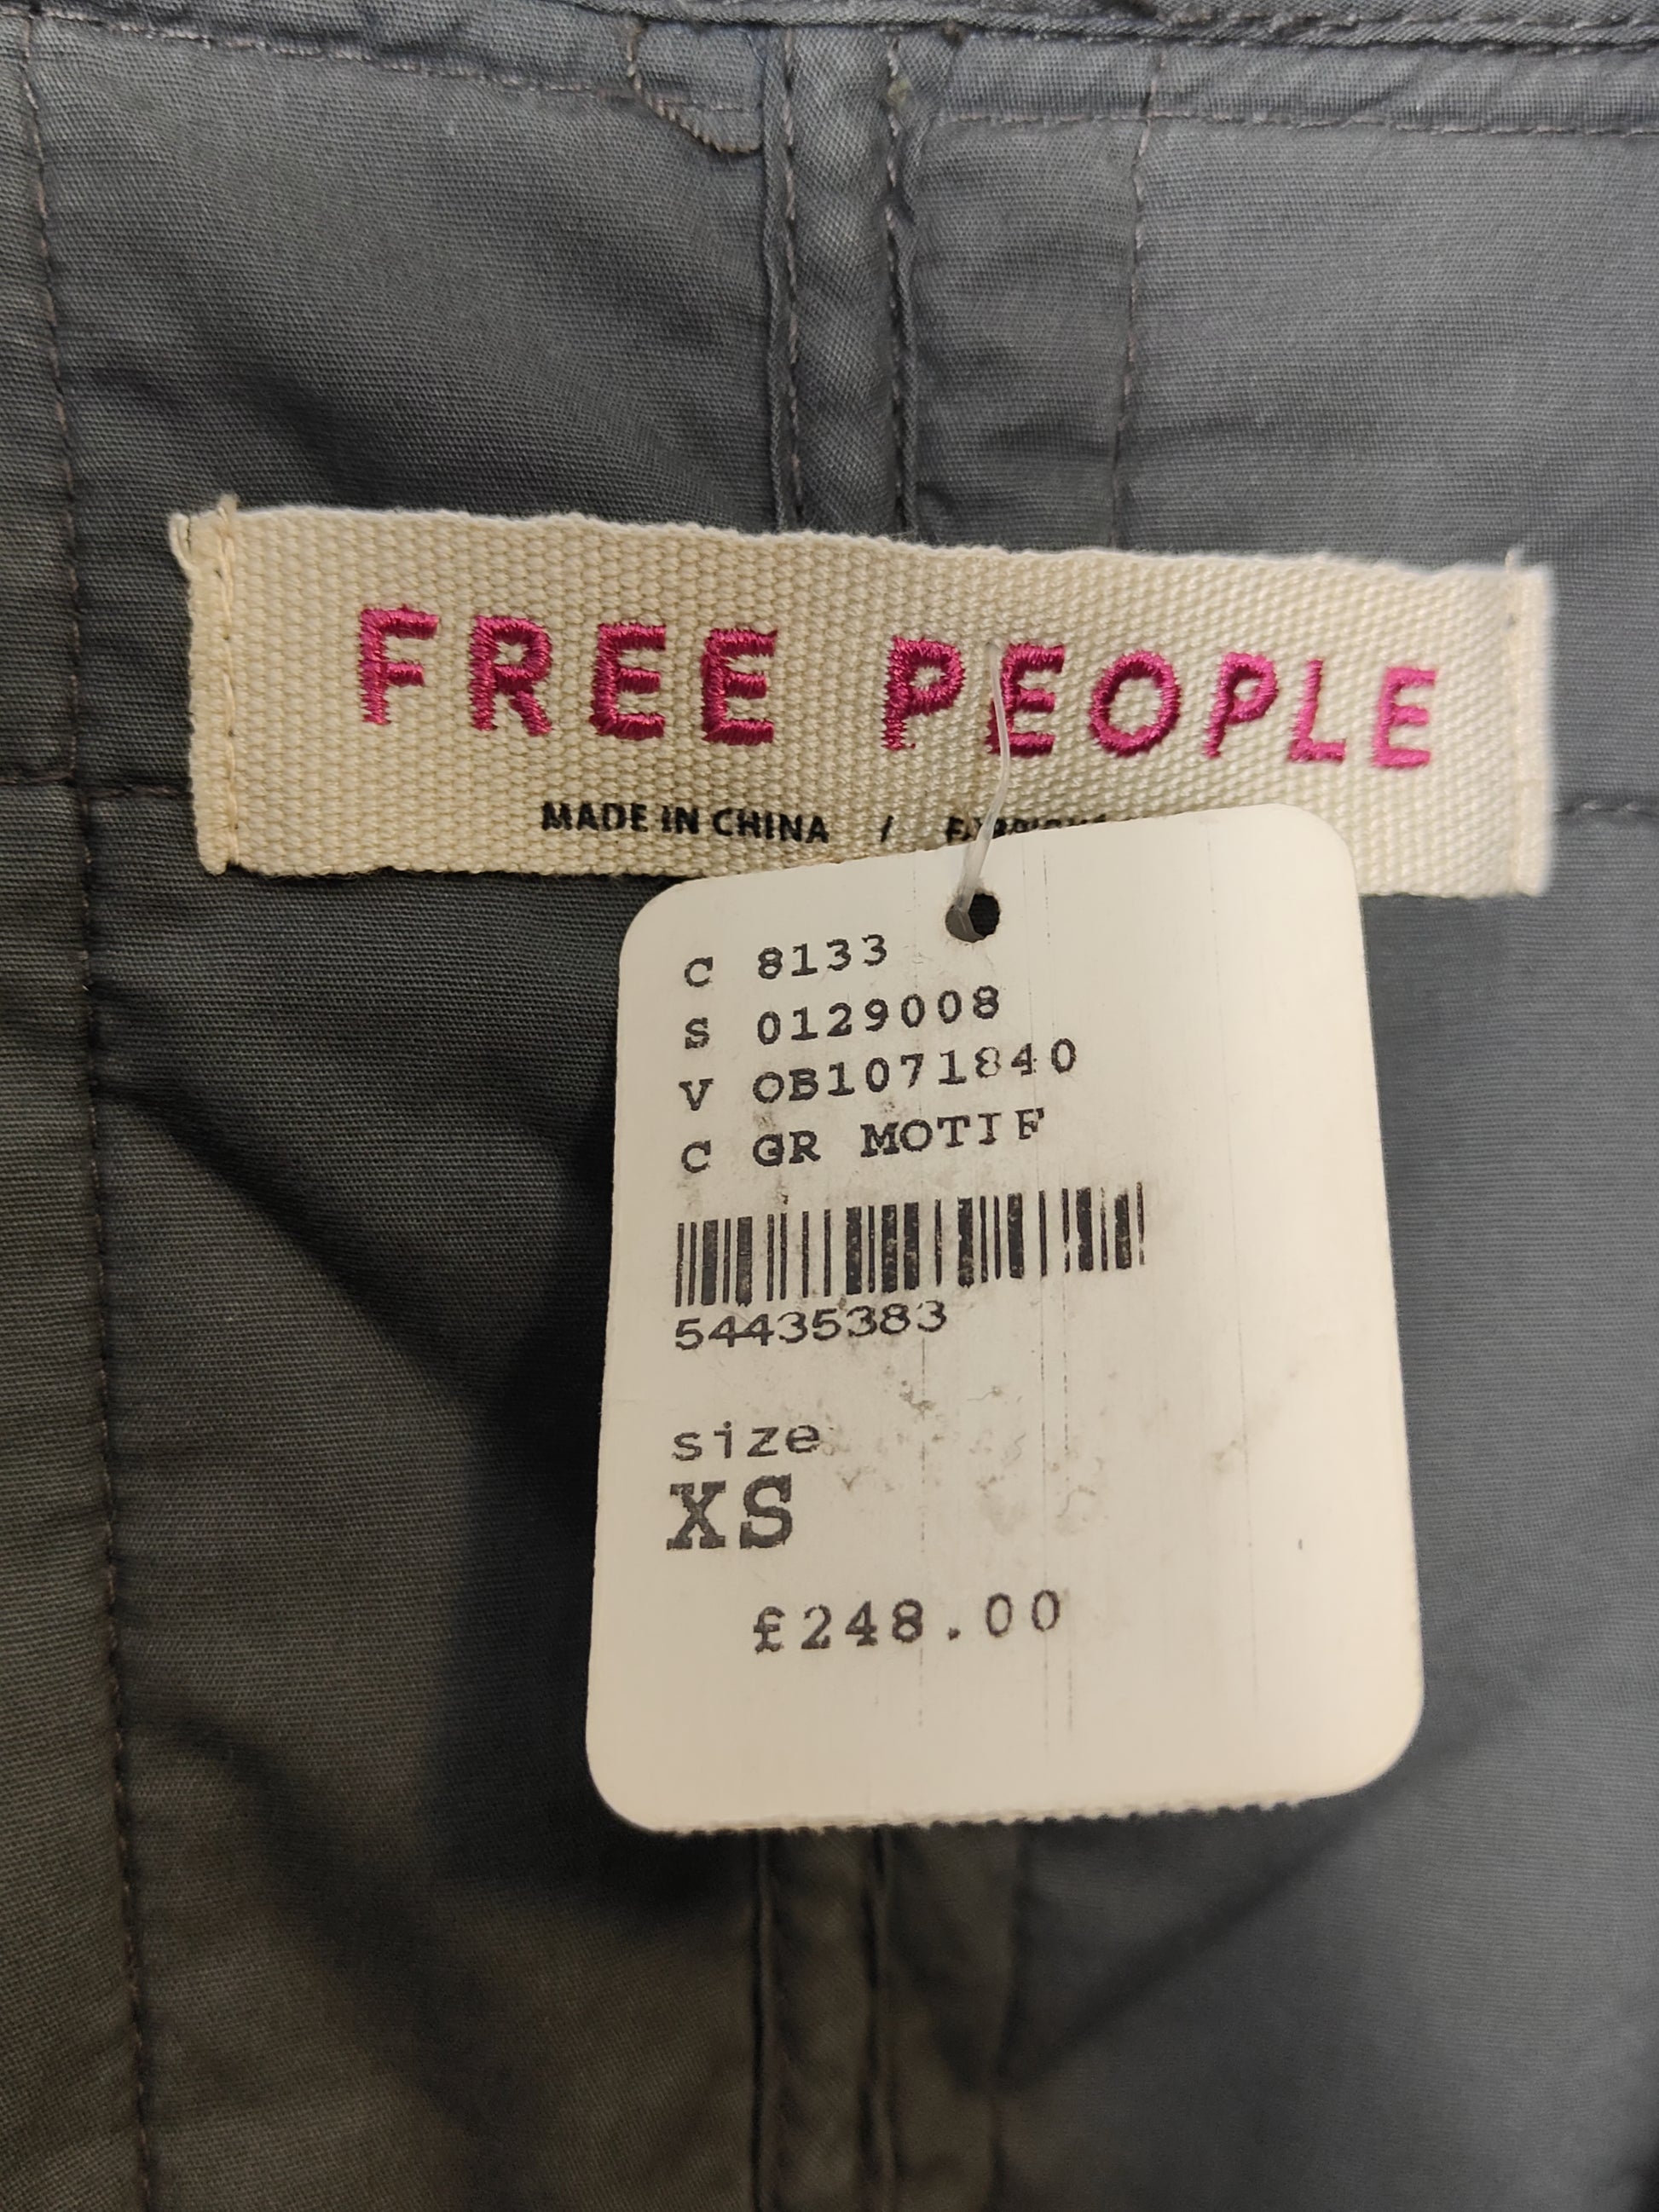 FREE PEOPLE
MADE IN CHINA /
C 8133
S 0129008
V OB1071840
C GR MOTIF
54435383
size
XS
£248.00